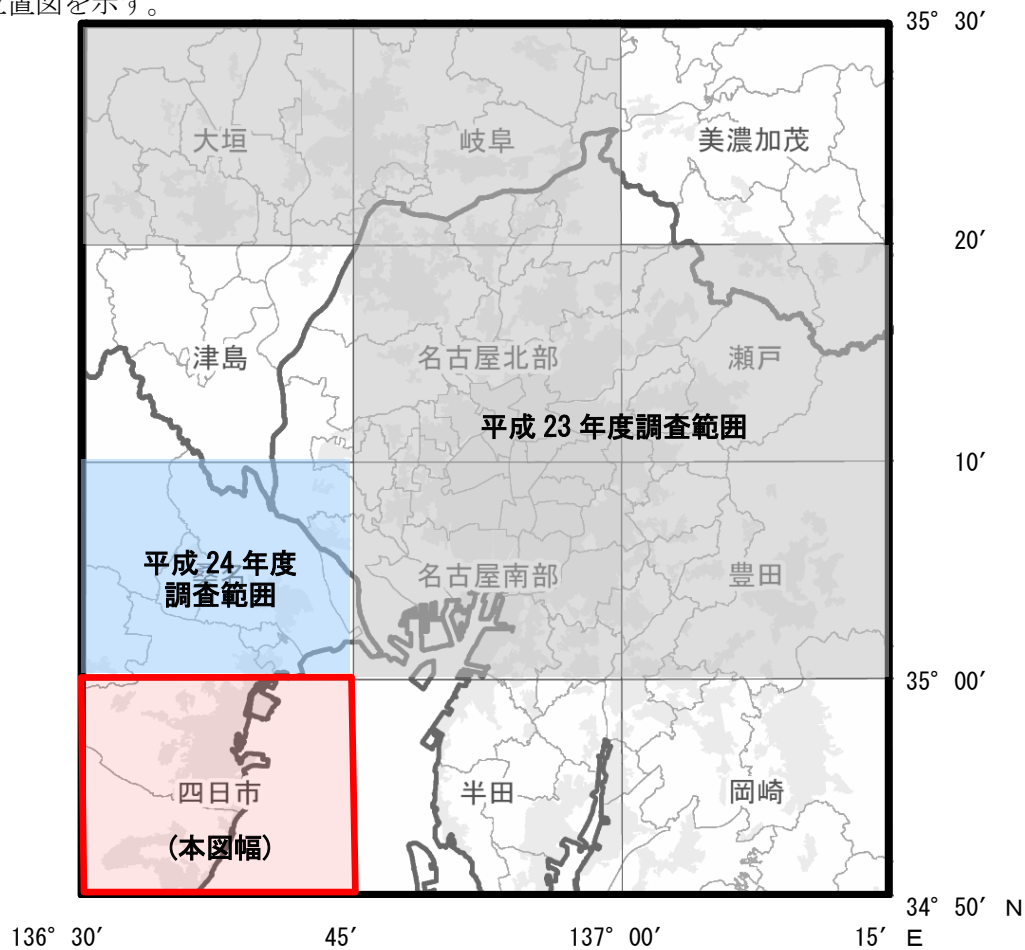 位置図を示す。
35° 30′
大垣
岐阜
美濃加茂
20′
津島
名古屋北部
瀬戸
平成 23 年度調査範囲
10′
平成 24 年度
調査範囲
桑名
名古屋南部
豊田
35° 00′
四日市
半田
岡崎
(本図幅)
34° 50′ N
136° 30′
45′
137° 00′
15′ E